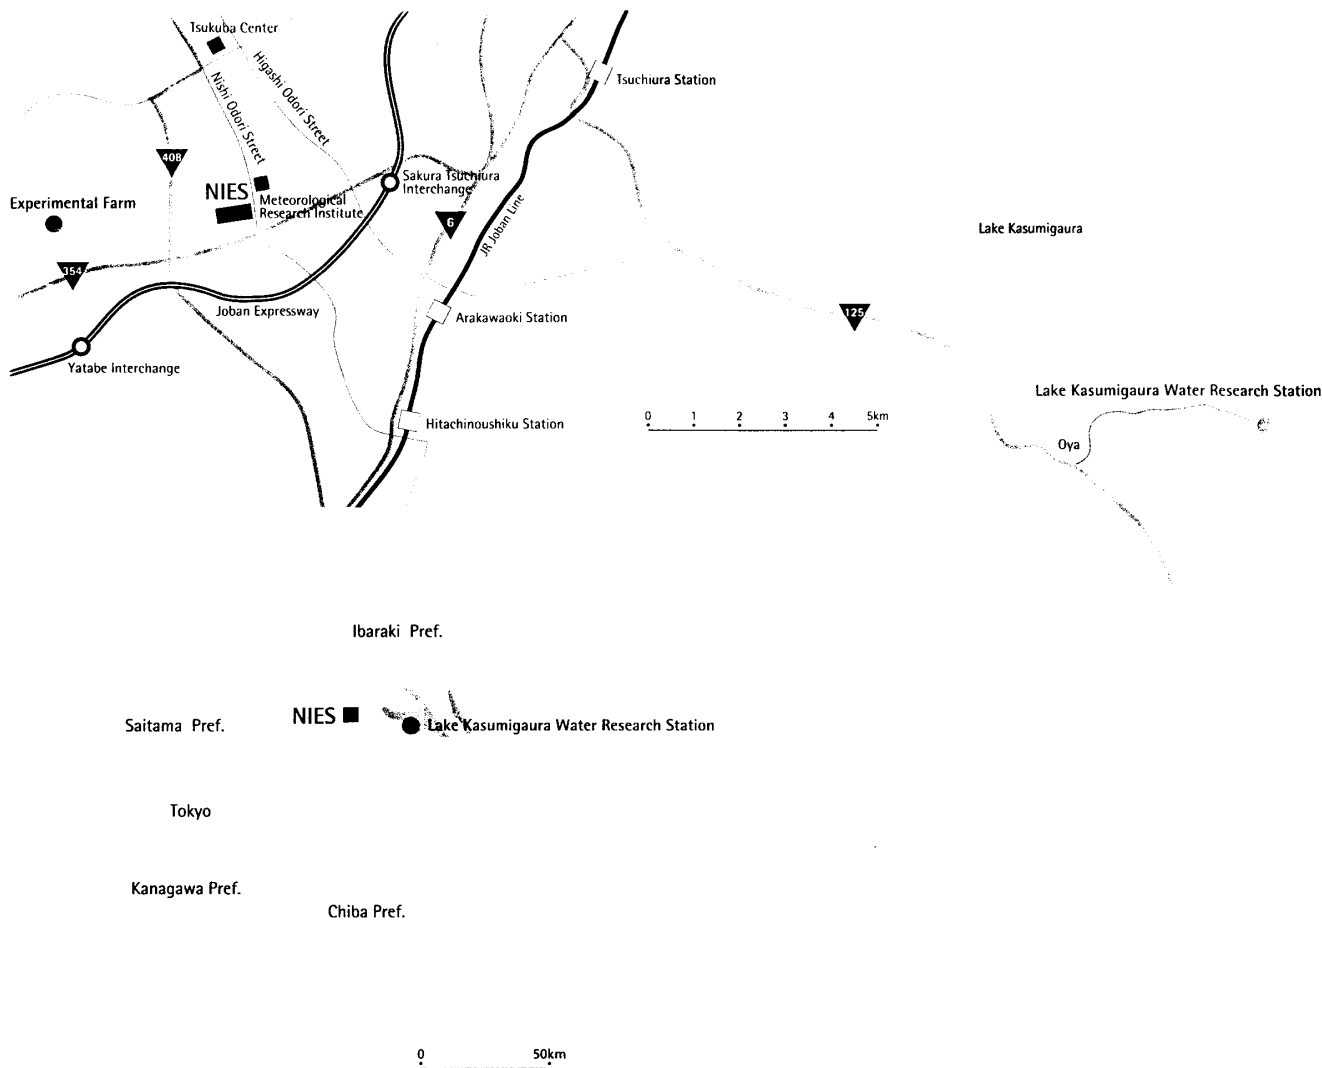 Tsukuba Center
Higashi Odori Street
Nishi Odori Street
Tsuchiura Station
408
NIES
Sakura Tsuchiura
Interchange
Meteorological
Research Institute
Experimental Farm
6
JR Joban Line
Lake Kasumigaura
354
Joban Expressway
Arakawaoki Station
125
Yatabe Interchange
Lake Kasumigaura Water Research Station
0 1 2 3 4 5km
Hitachinoushiku Station
Oya
Ibaraki Pref.
NIES
Saitama Pref.
Lake Kasumigaura Water Research Station
Tokyo
Kanagawa Pref.
Chiba Pref.
0 50km